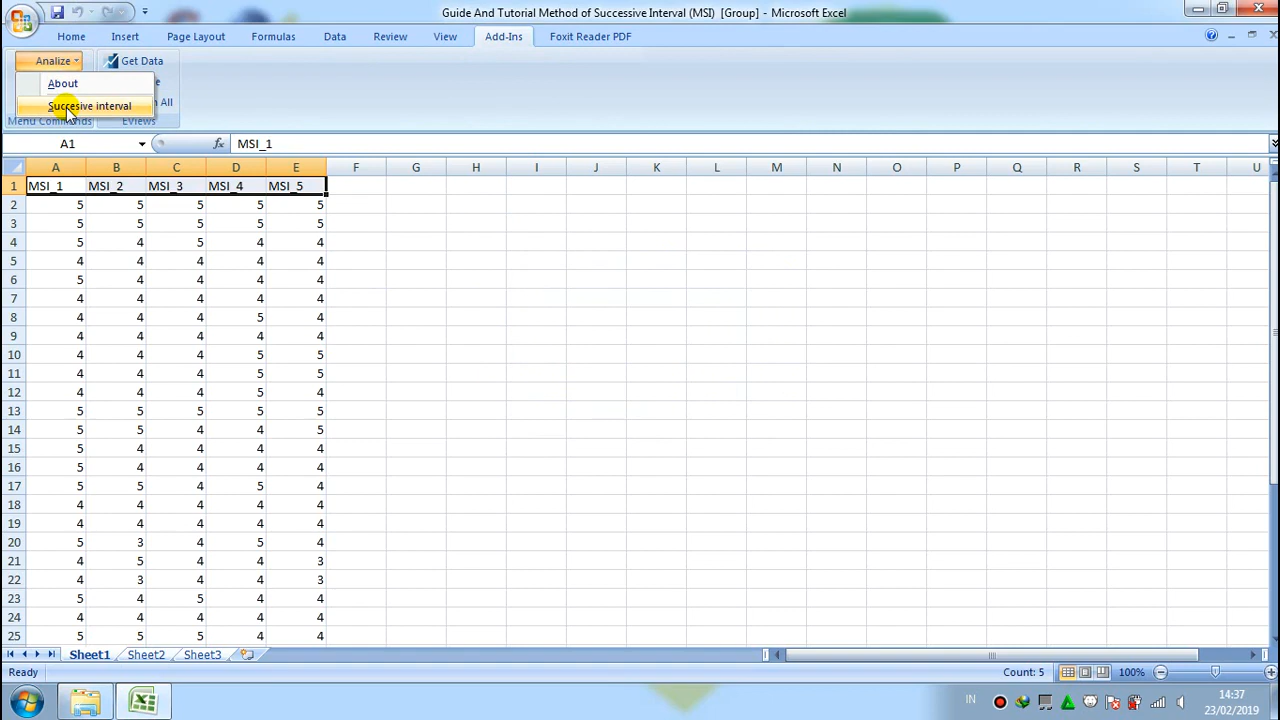 Guide And Tutorial Method of Successive Interval (MSI) [Group] - Microsoft Excel
Home Insert Page Layout Formulas Data Review View Add-Ins Foxit Reader PDF
Analize Get Data
About
Succesive interval All
Menu Commands EViews
A1 fx MSI_1
A B C D E F G H I J K L M N O P Q R S T U
1 MSI_1 MSI_2 MSI_3 MSI_4 MSI_5
2 5 5 5 5 5
3 5 5 5 5 5
4 5 4 5 4 4
5 4 4 4 4 4
6 5 4 4 4 4
7 4 4 4 4 4
8 4 4 4 5 4
9 4 4 4 4 4
10 4 4 4 5 5
11 4 4 4 5 5
12 4 4 4 5 4
13 5 5 5 5 5
14 5 5 4 4 5
15 5 4 4 4 4
16 5 4 4 4 4
17 5 5 4 5 4
18 4 4 4 4 4
19 4 4 4 4 4
20 5 3 4 5 4
21 4 5 4 4 3
22 4 3 4 4 3
23 5 4 5 4 4
24 4 4 4 4 4
25 5 5 5 4 4
Sheet1 Sheet2 Sheet3
Ready Count: 5 100%
IN 14:37
23/02/2019